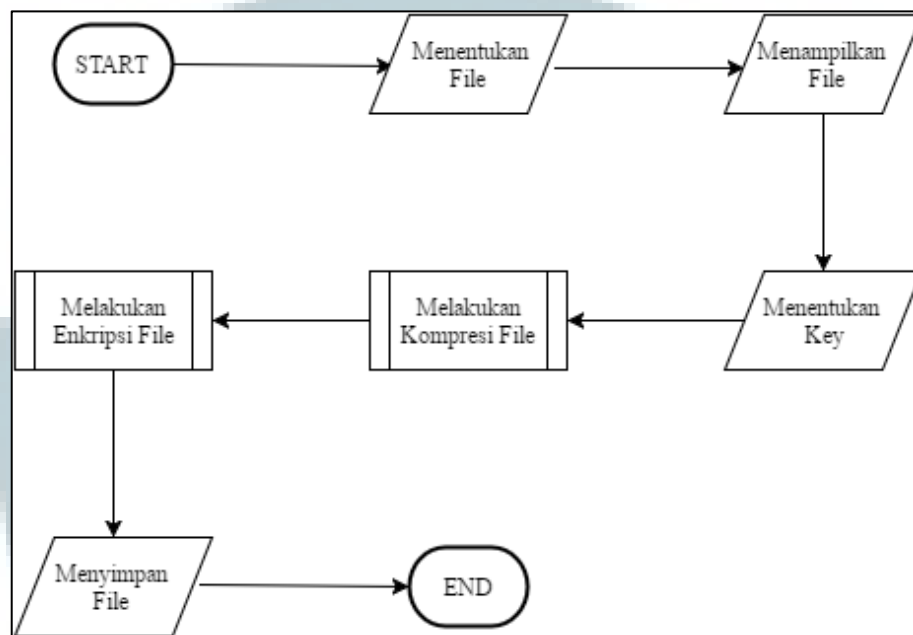 START
Menentukan
File
Menampilkan
File
Menentukan
Key
Melakukan
Kompresi File
Melakukan
Enkripsi File
Menyimpan
File
END